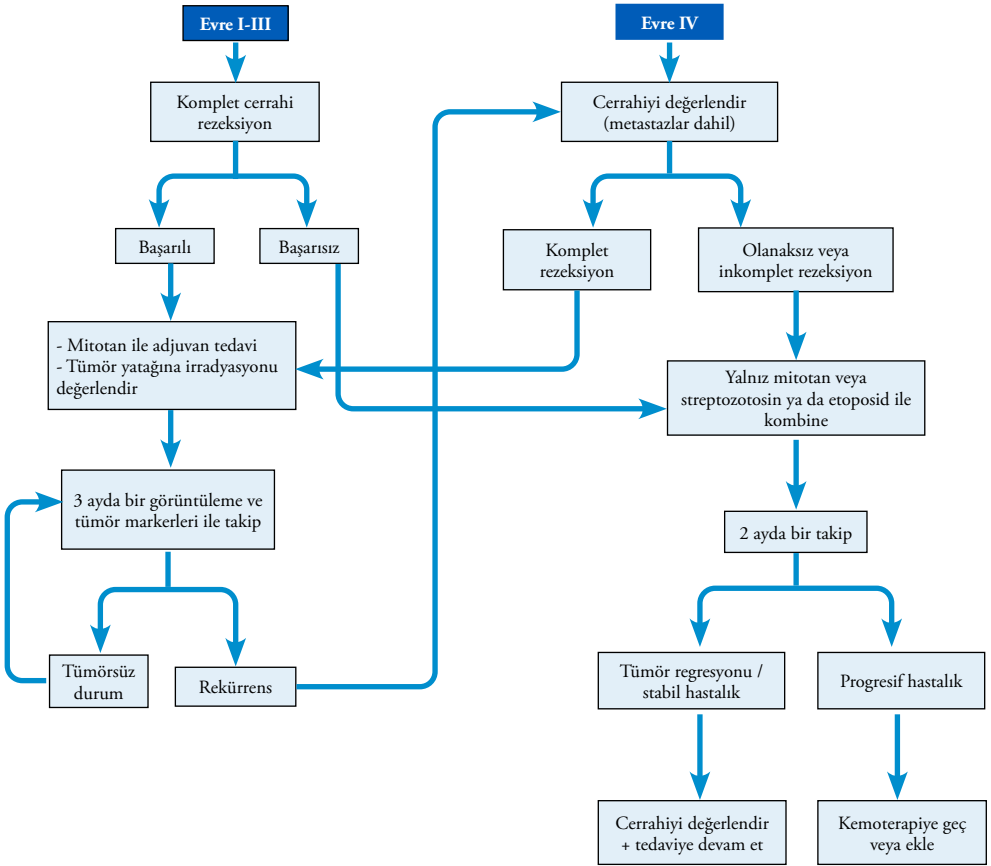 Evre I-III
Evre IV
Komplet cerrahi
rezeksiyon
Cerrahiyi değerlendir
(metastazlar dahil)
Başarılı
Başarısız
Komplet
rezeksiyon
Olanaksız veya
inkomplet rezeksiyon
- Mitotan ile adjuvan tedavi
- Tümör yatağına irradyasyonu
değerlendir
Yalnız mitotan veya
streptozotosin ya da etoposid ile
kombine
3 ayda bir görüntüleme ve
tümör markerleri ile takip
2 ayda bir takip
Tümörsüz
durum
Rekürrens
Tümör regresyonu /
stabil hastalık
Progresif hastalık
Cerrahiyi değerlendir
+ tedaviye devam et
Kemoterapiye geç
veya ekle